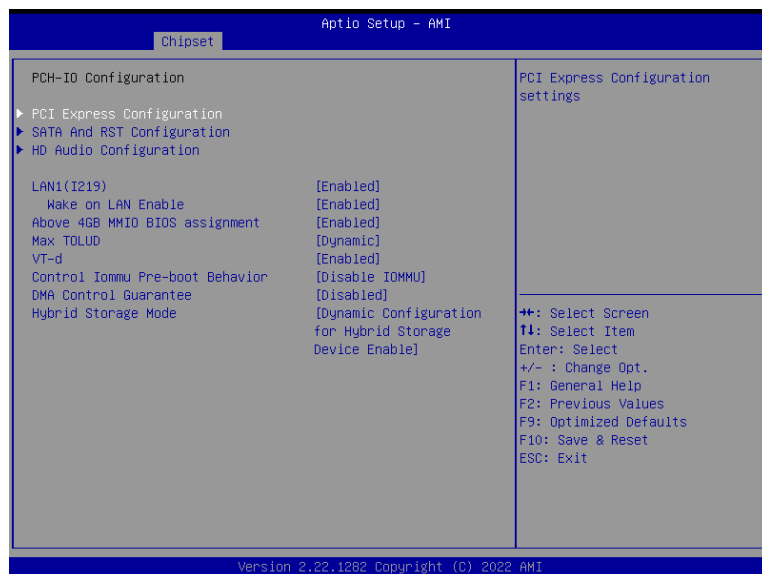 Aptio Setup – AMI
Chipset
PCH-IO Configuration
PCI Express Configuration
SATA And RST Configuration
HD Audio Configuration
LAN1(I219) [Enabled]
Wake on LAN Enable [Enabled]
Above 4GB MMIO BIOS assignment [Enabled]
Max TOLUD [Dynamic]
VT-d [Enabled]
Control Iommu Pre-boot Behavior [Disable IOMMU]
DMA Control Guarantee [Disabled]
Hybrid Storage Mode [Dynamic Configuration
for Hybrid Storage
Device Enable]
PCI Express Configuration
settings
→←: Select Screen
↑↓: Select Item
Enter: Select
+/- : Change Opt.
F1: General Help
F2: Previous Values
F9: Optimized Defaults
F10: Save & Reset
ESC: Exit
Version 2.22.1282 Copyright (C) 2022 AMI